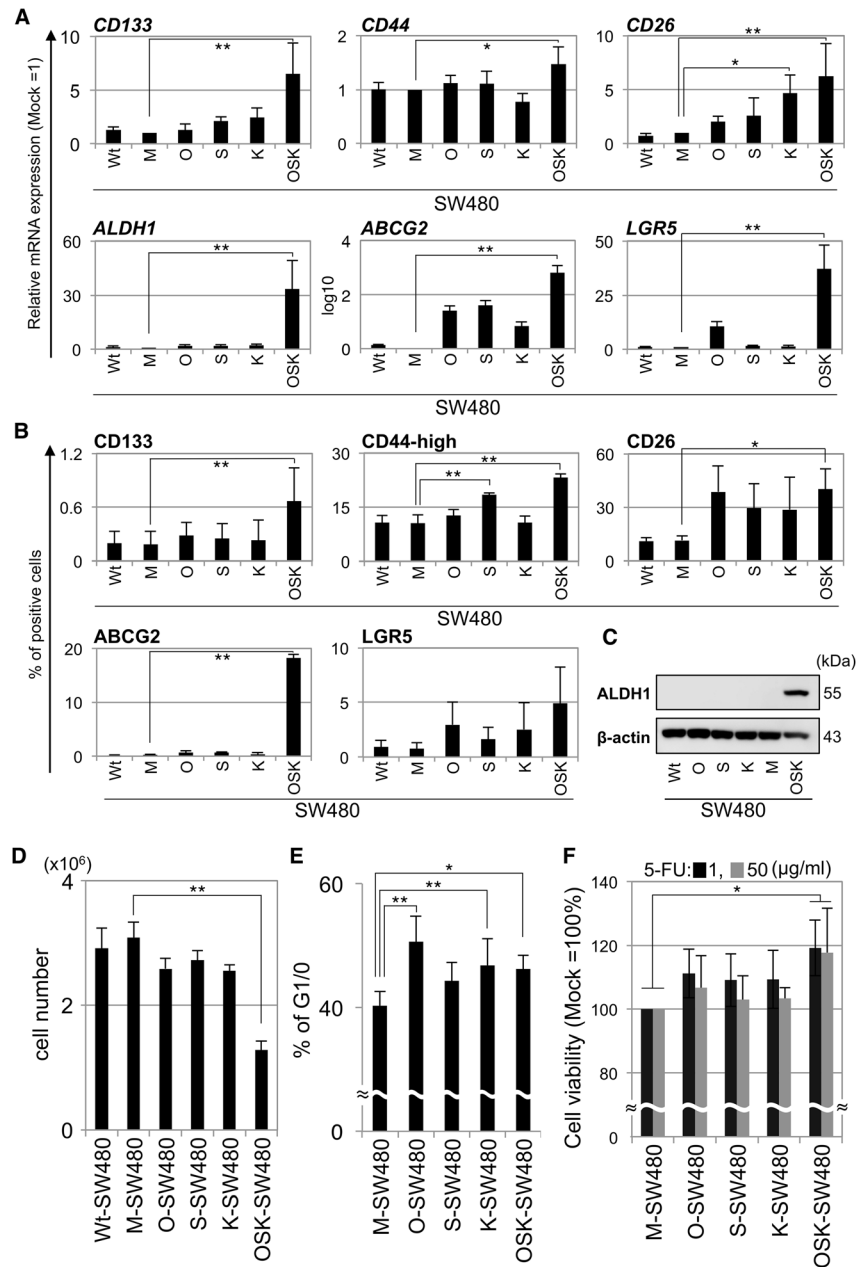 A
CD133
CD44
CD26
Relative mRNA expression (Mock =1)
10
5
0
**
Wt
M
O
S
K
OSK
2
1
0
*
Wt
M
O
S
K
OSK
10
5
0
**
*
Wt
M
O
S
K
OSK
SW480
ALDH1
ABCG2
LGR5
60
30
0
**
Wt
M
O
S
K
OSK
log10
4
2
0
**
Wt
M
O
S
K
OSK
50
25
0
**
Wt
M
O
S
K
OSK
SW480
B
% of positive cells
CD133
CD44-high
CD26
1.2
0.6
0
**
Wt
M
O
S
K
OSK
30
15
0
**
**
Wt
M
O
S
K
OSK
60
30
0
*
Wt
M
O
S
K
OSK
SW480
ABCG2
LGR5
20
10
0
**
Wt
M
O
S
K
OSK
10
5
0
Wt
M
O
S
K
OSK
SW480
C
(kDa)
ALDH1
55
β-actin
43
Wt
O
S
K
M
OSK
SW480
D
(x10⁶)
cell number
4
2
0
**
Wt-SW480
M-SW480
O-SW480
S-SW480
K-SW480
OSK-SW480
E
% of G1/0
60
40
0
*
**
**
≈
M-SW480
O-SW480
S-SW480
K-SW480
OSK-SW480
F
5-FU: 1, 50 (μg/ml)
Cell viability (Mock =100%)
140
120
100
80
0
*
≈
≈
M-SW480
O-SW480
S-SW480
K-SW480
OSK-SW480